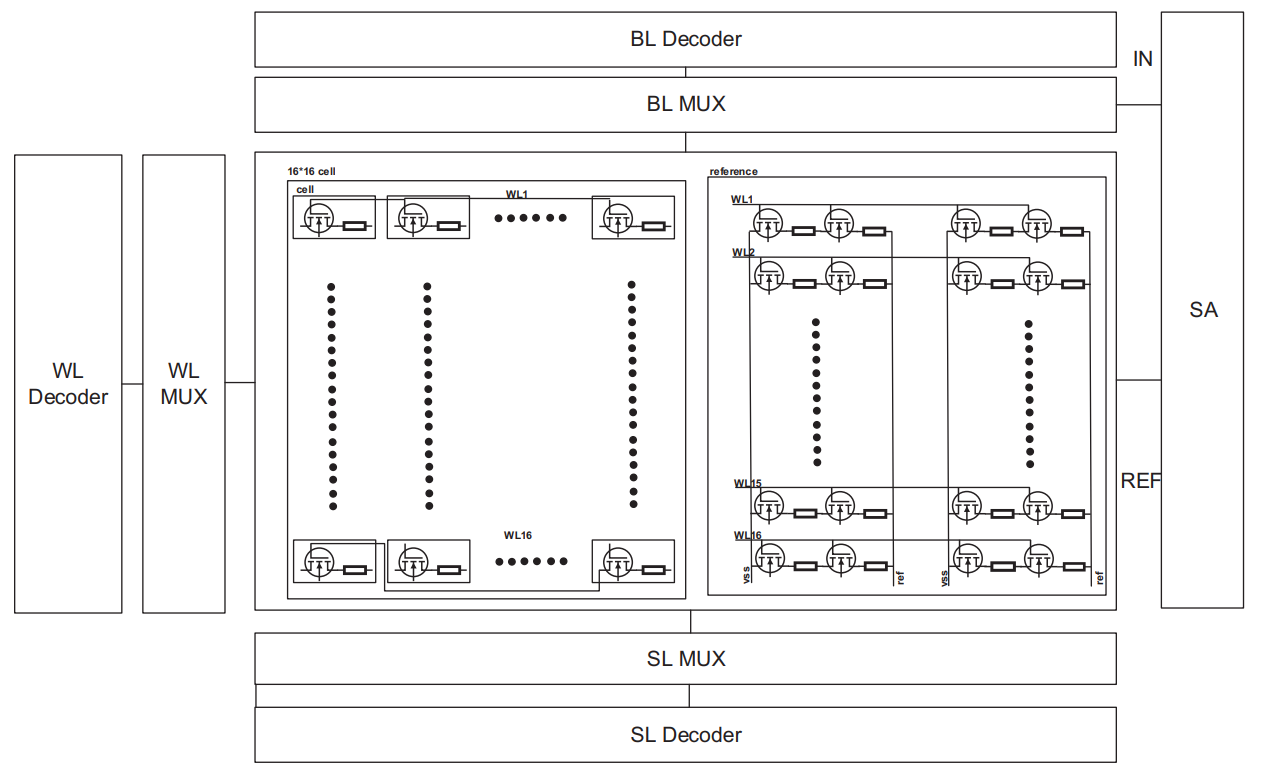 BL Decoder
IN
BL MUX
16*16 cell
reference
cell
WL1
WL1
WL2
SA
WL
Decoder
WL
MUX
REF
WL15
WL16
WL16
vss
ref
vss
ref
SL MUX
SL Decoder